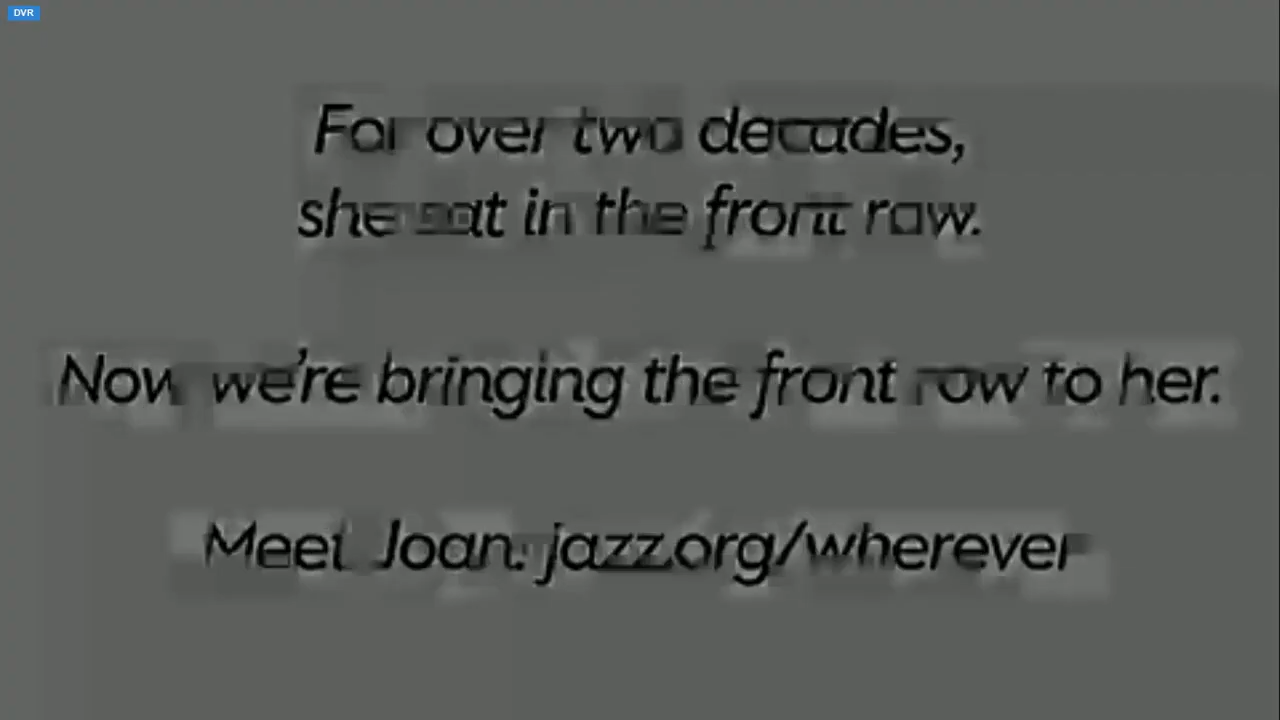 DVR
For over two decades,
she sat in the front row.
Now we're bringing the front row to her.
Meet Joan. jazz.org/wherever